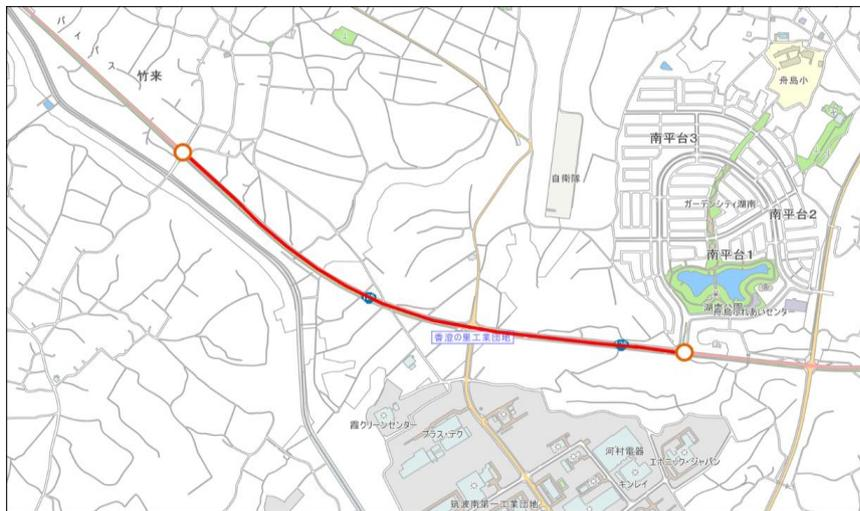 バイパス
竹来
舟島小
南平台3
自衛隊
ガーデンシティ湖南
南平台2
南平台1
湖南公園
舟島ふれあいセンター
香澄の里工業団地
霞クリーンセンター
プラス・テク
河村電器
エボニック・ジャパン
キンレイ
筑波南第一工業団地